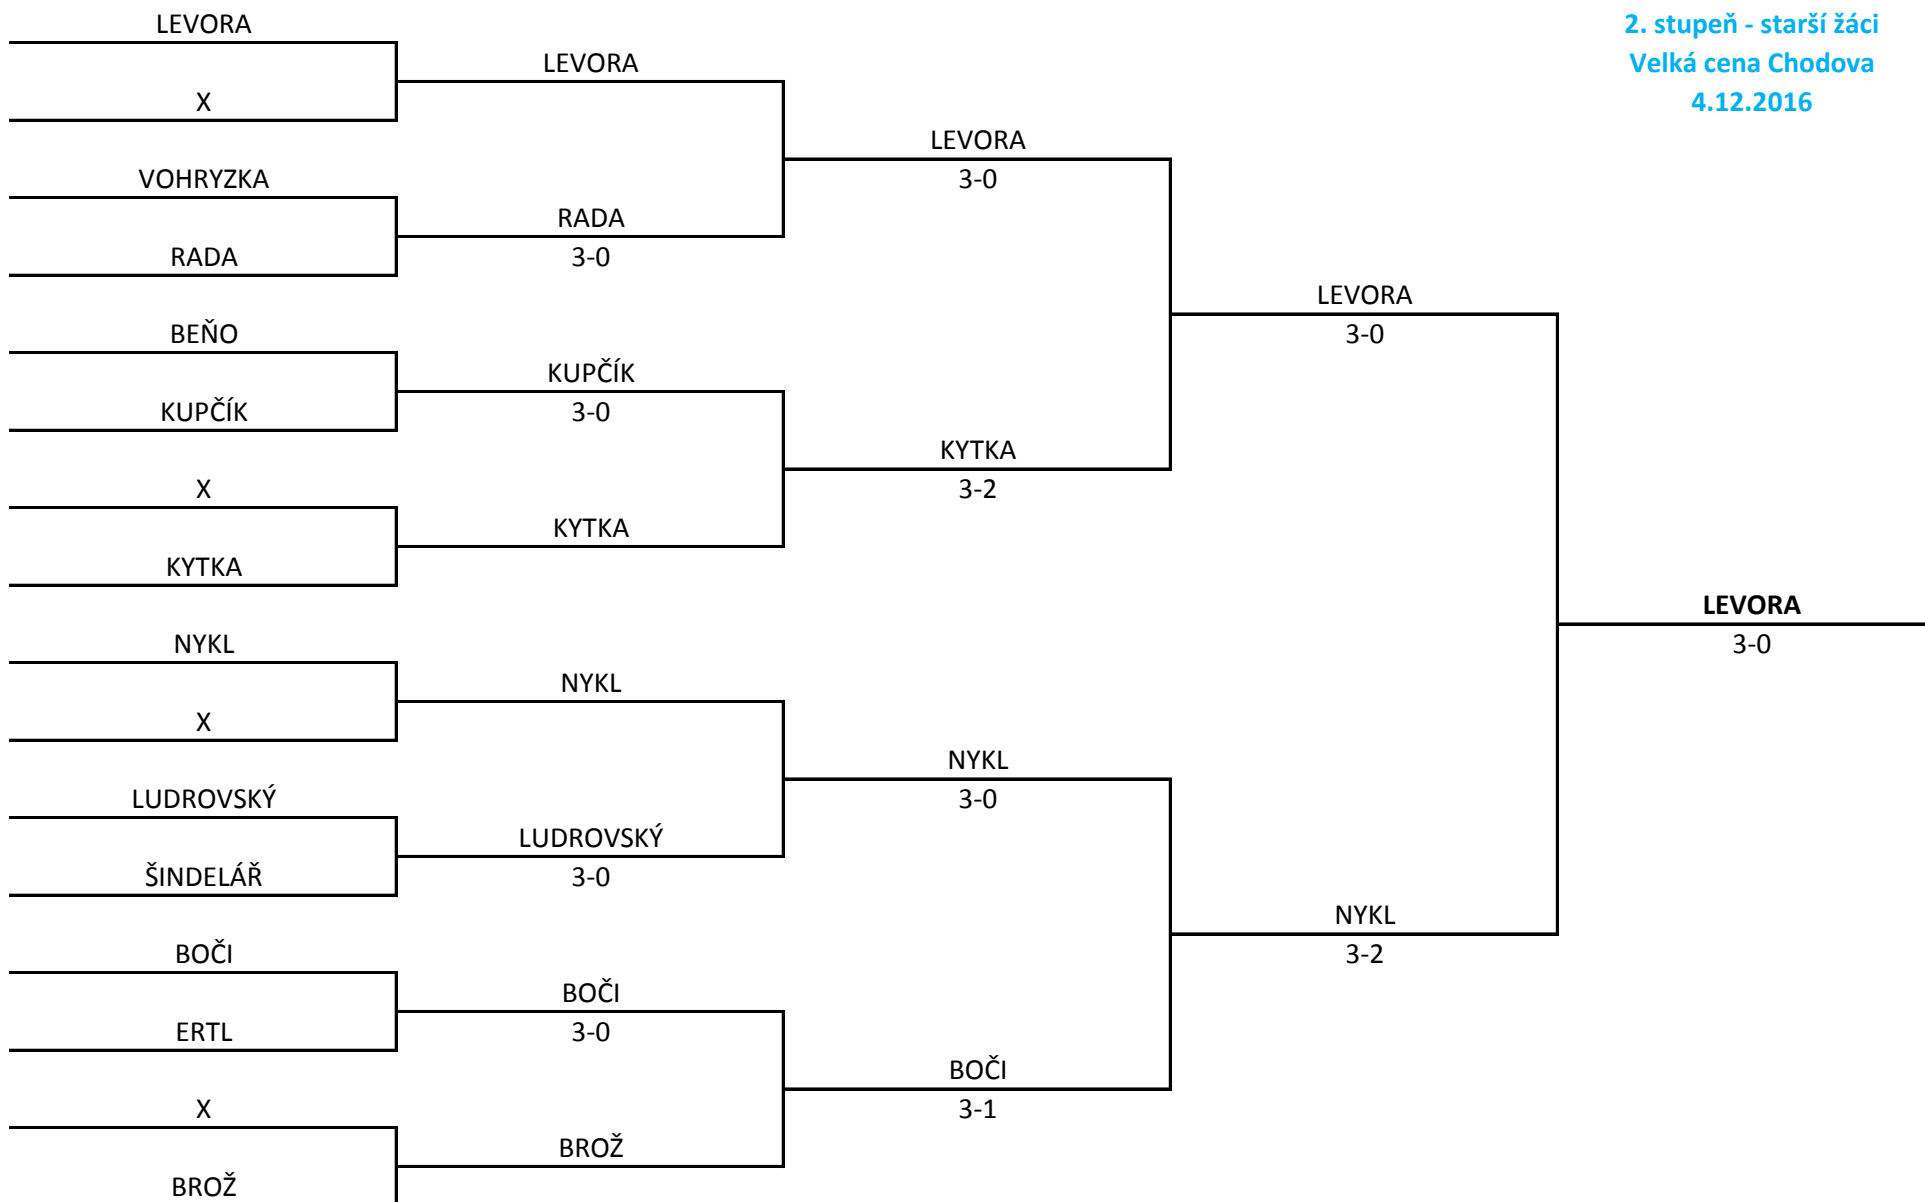 2. stupeň - starší žáci
Velká cena Chodova
4.12.2016
LEVORA
X
VOHRYZKA
RADA
BEŇO
KUPČÍK
X
KYTKA
NYKL
X
LUDROVSKÝ
ŠINDELÁŘ
BOČI
ERTL
X
BROŽ
LEVORA
RADA
3-0
KUPČÍK
3-0
KYTKA
NYKL
LUDROVSKÝ
3-0
BOČI
3-0
BROŽ
LEVORA
3-0
KYTKA
3-2
NYKL
3-0
BOČI
3-1
LEVORA
3-0
NYKL
3-2
LEVORA
3-0